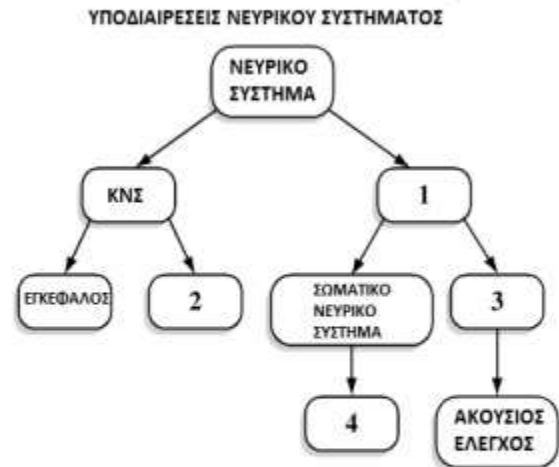 ΥΠΟΔΙΑΙΡΕΣΕΙΣ ΝΕΥΡΙΚΟΥ ΣΥΣΤΗΜΑΤΟΣ
ΝΕΥΡΙΚΟ
ΣΥΣΤΗΜΑ
ΚΝΣ
1
ΕΓΚΕΦΑΛΟΣ
2
ΣΩΜΑΤΙΚΟ
ΝΕΥΡΙΚΟ
ΣΥΣΤΗΜΑ
3
4
ΑΚΟΥΣΙΟΣ
ΕΛΕΓΧΟΣ